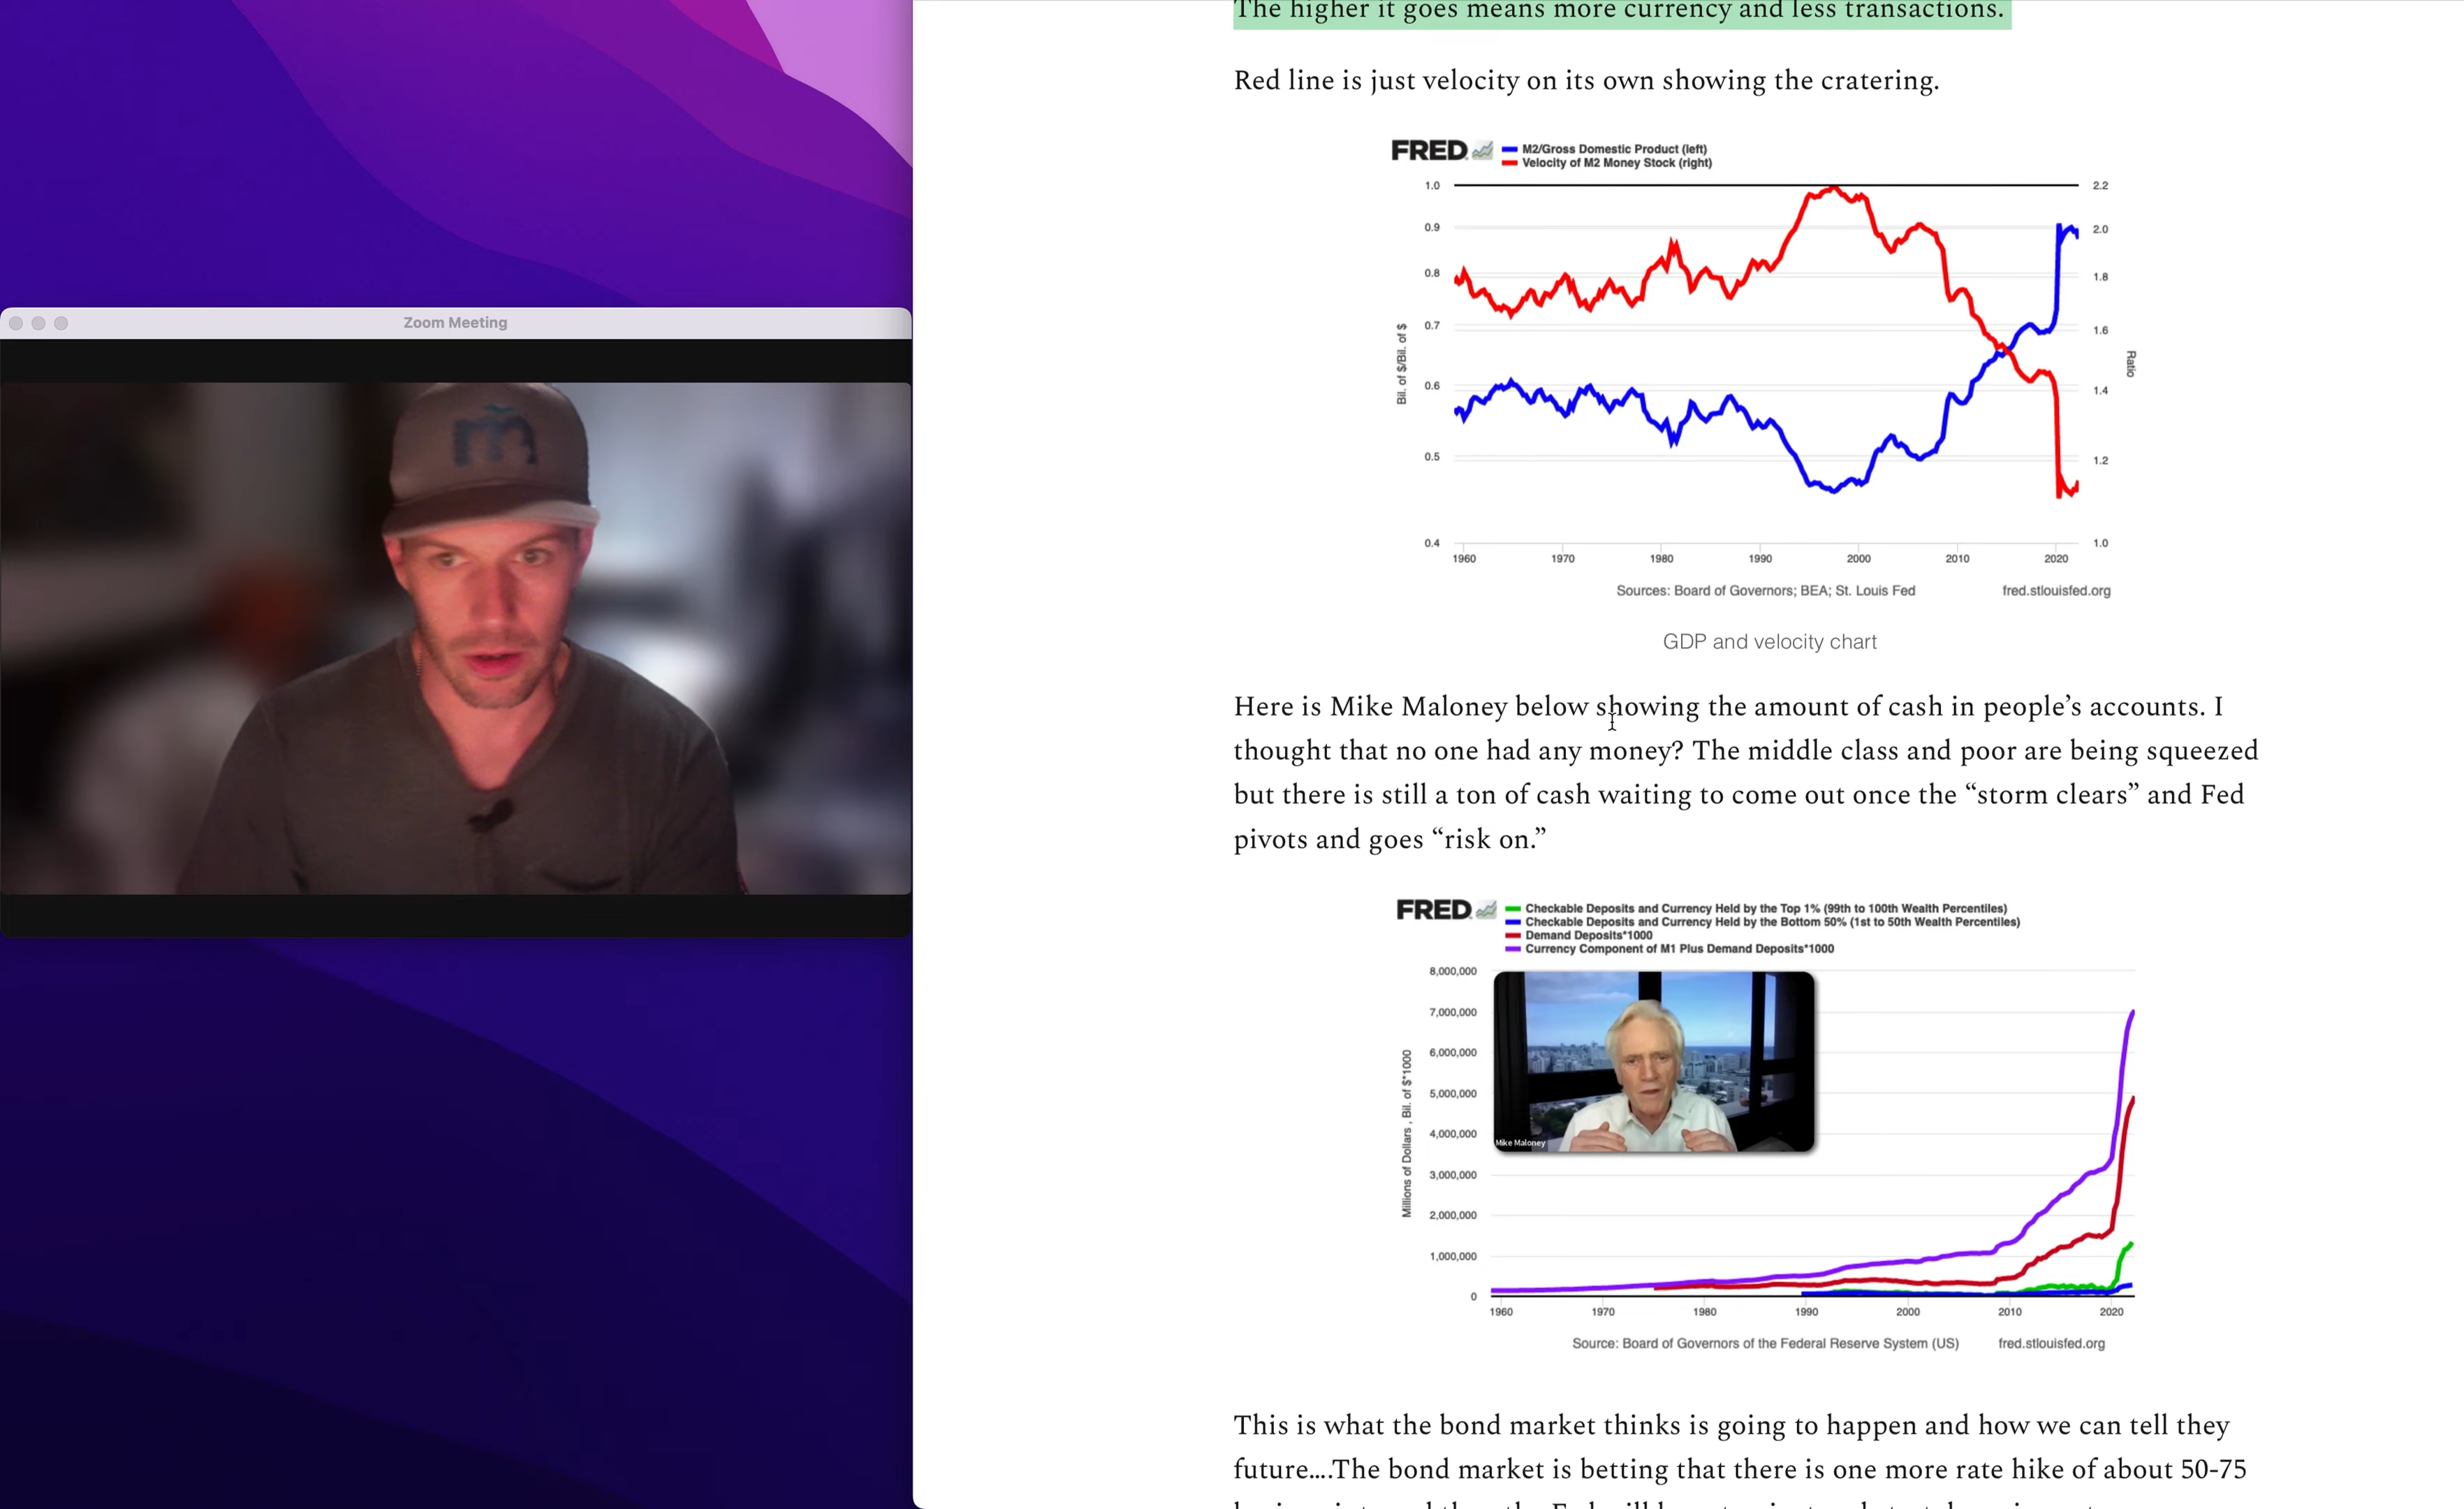 Zoom Meeting
The higher it goes means more currency and less transactions.
Red line is just velocity on its own showing the cratering.
FRED
M2/Gross Domestic Product (left)
Velocity of M2 Money Stock (right)
1.0
0.9
0.8
0.7
0.6
0.5
0.4
Bil. of $/Bil. of $
2.2
2.0
1.8
1.6
1.4
1.2
1.0
Ratio
1960 1970 1980 1990 2000 2010 2020
Sources: Board of Governors; BEA; St. Louis Fed fred.stlouisfed.org
GDP and velocity chart
Here is Mike Maloney below showing the amount of cash in people’s accounts. I
thought that no one had any money? The middle class and poor are being squeezed
but there is still a ton of cash waiting to come out once the “storm clears” and Fed
pivots and goes “risk on.”
FRED
Checkable Deposits and Currency Held by the Top 1% (99th to 100th Wealth Percentiles)
Checkable Deposits and Currency Held by the Bottom 50% (1st to 50th Wealth Percentiles)
Demand Deposits*1000
Currency Component of M1 Plus Demand Deposits*1000
8,000,000
7,000,000
6,000,000
5,000,000
4,000,000
3,000,000
2,000,000
1,000,000
0
Millions of Dollars , Bil. of $*1000
Mike Maloney
1960 1970 1980 1990 2000 2010 2020
Source: Board of Governors of the Federal Reserve System (US) fred.stlouisfed.org
This is what the bond market thinks is going to happen and how we can tell they
future....The bond market is betting that there is one more rate hike of about 50-75